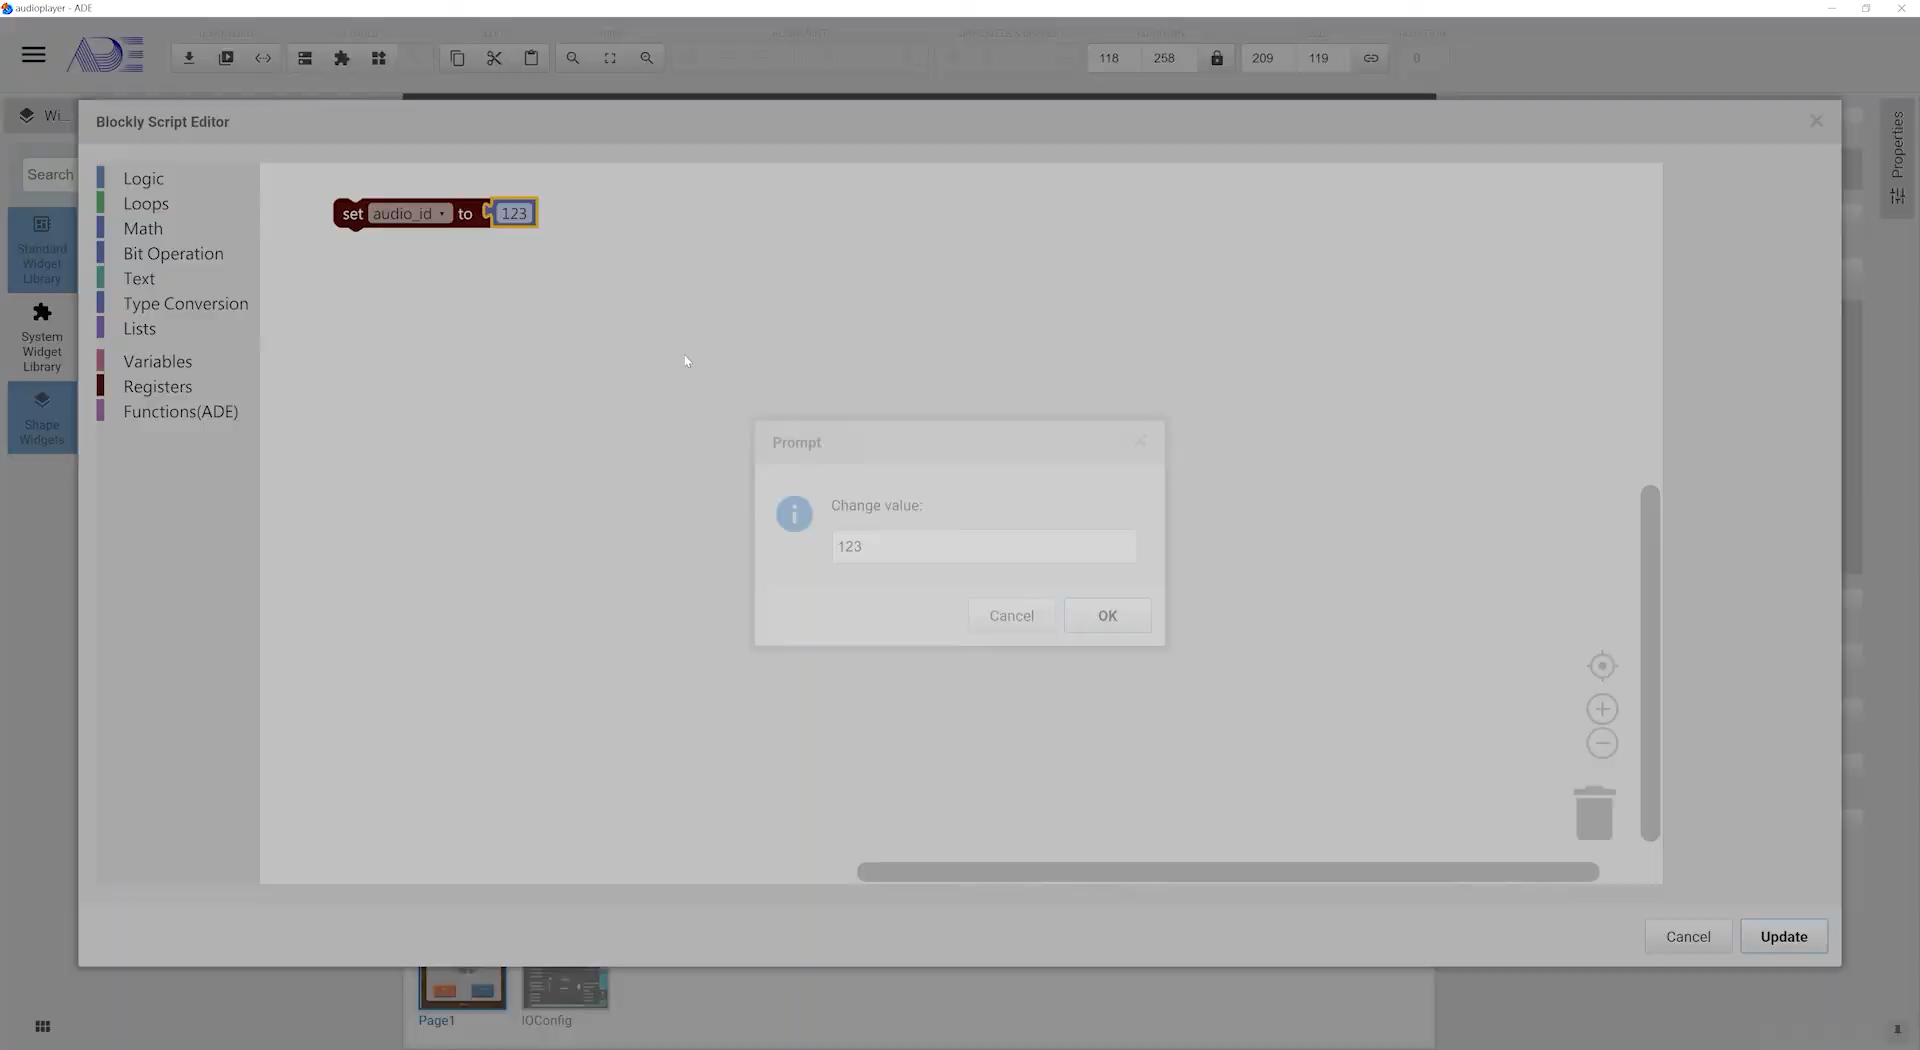 audioplayer - ADE
ADE
118 258 209 119 0
Wi...
Blockly Script Editor
Properties
Search
Logic
Loops
Math
Bit Operation
Text
Type Conversion
Lists
Variables
Registers
Functions(ADE)
set audio_id to 123
Standard
Widget
Library
System
Widget
Library
Shape
Widgets
Prompt
Change value:
123
Cancel OK
Cancel Update
Page1 IOConfig